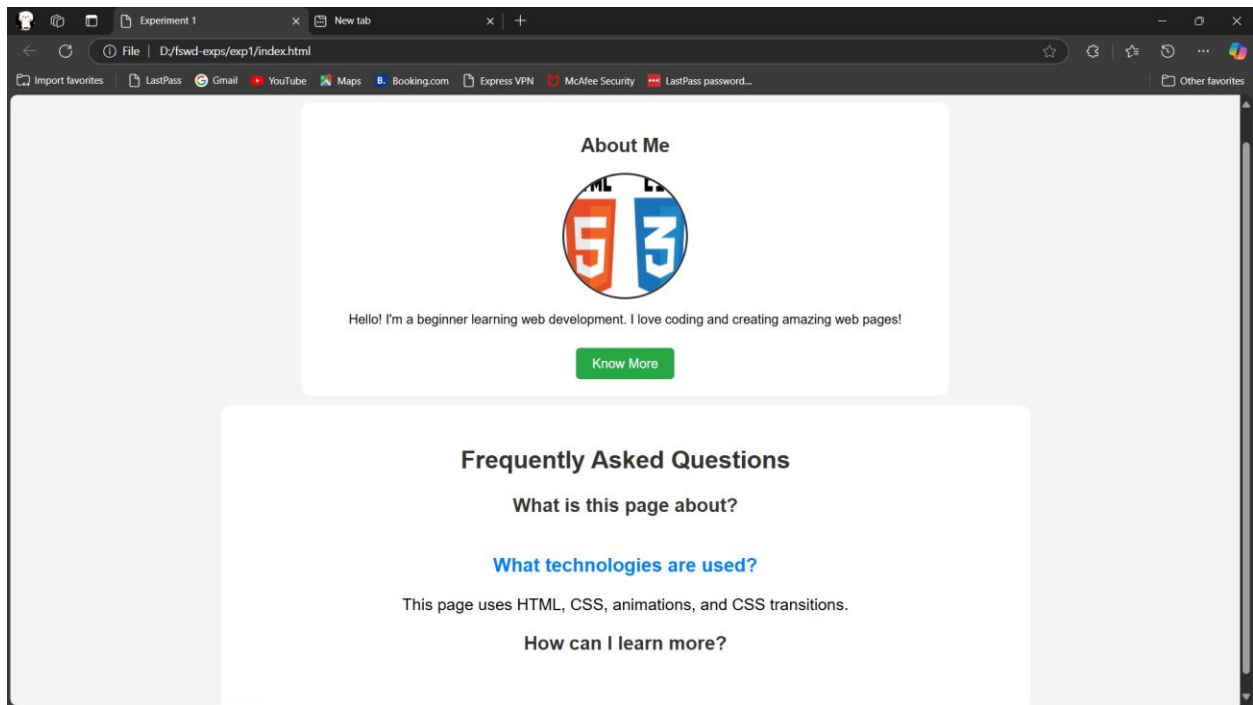 Experiment 1
New tab
File
D:/fswd-exps/exp1/index.html
Import favorites
LastPass
Gmail
YouTube
Maps
B. Booking.com
Express VPN
McAfee Security
LastPass password...
Other favorites
About Me
5 3
Hello! I'm a beginner learning web development. I love coding and creating amazing web pages!
Know More
Frequently Asked Questions
What is this page about?
What technologies are used?
This page uses HTML, CSS, animations, and CSS transitions.
How can I learn more?